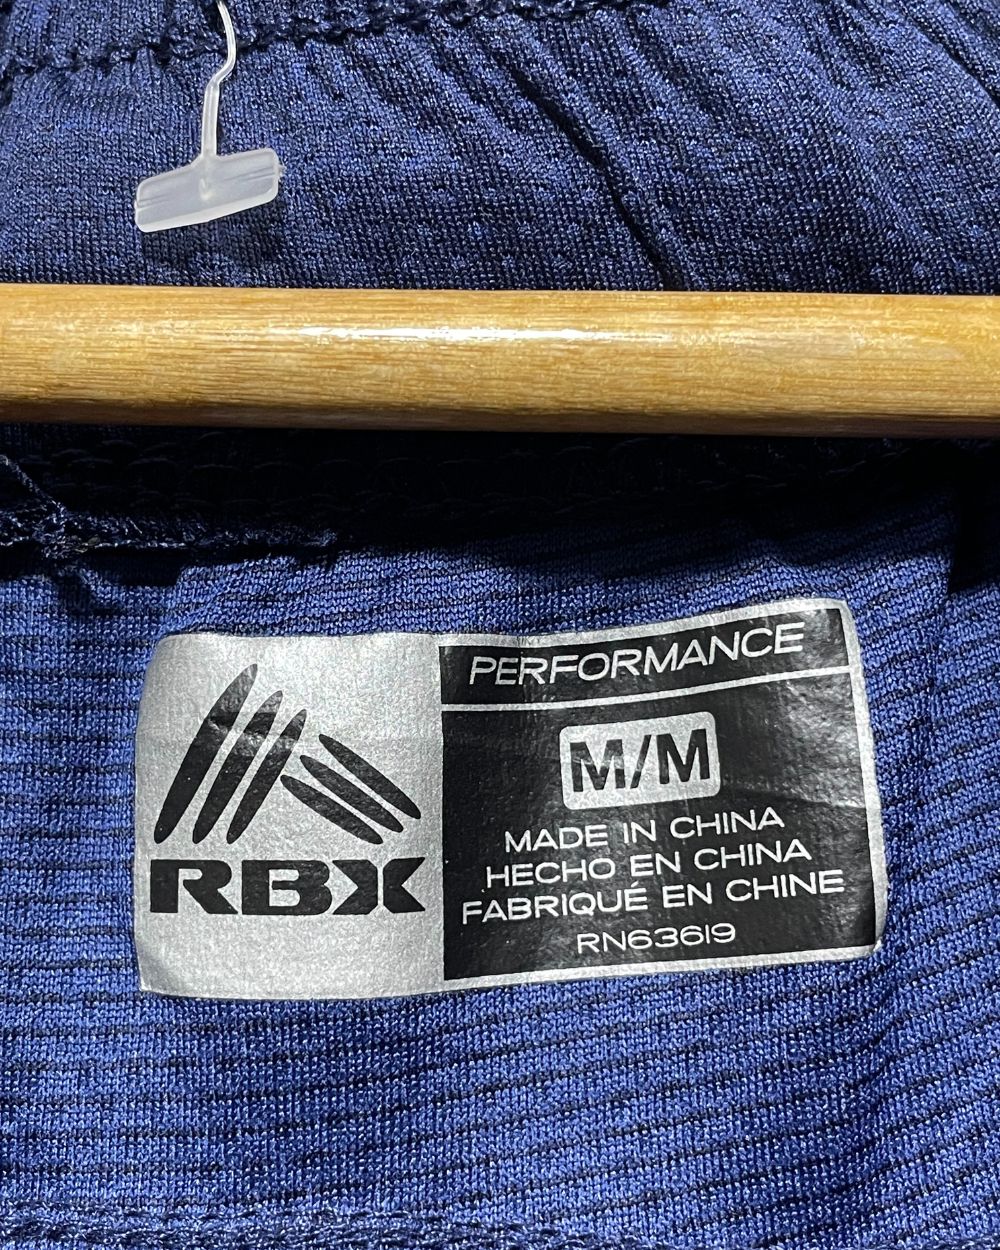 RBX
PERFORMANCE
M/M
MADE IN CHINA
HECHO EN CHINA
FABRIQUÉ EN CHINE
RN63619